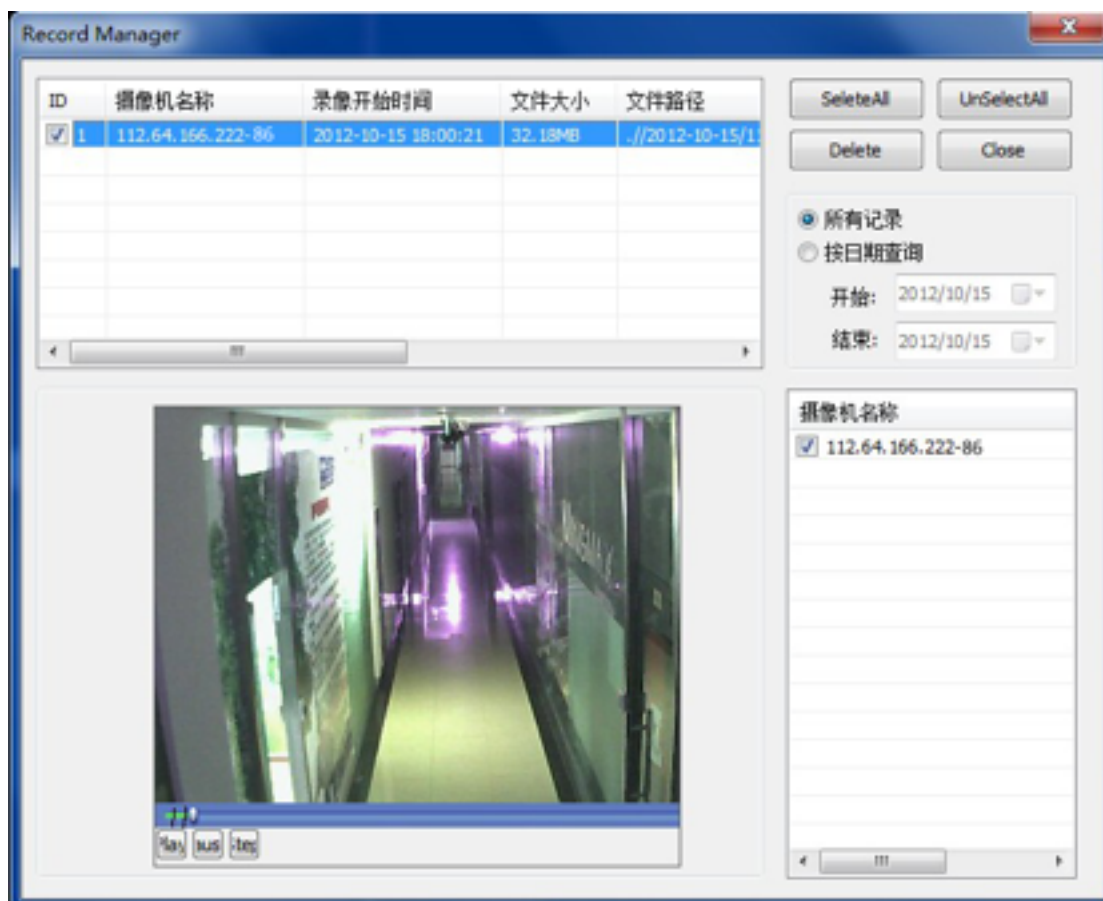 Record Manager
ID 摄像机名称 录像开始时间 文件大小 文件路径
1 112.64.166.222-86 2012-10-15 18:00:21 32.18MB .//2012-10-15/1
SeleteAll UnSelectAll
Delete Close
所有记录
按日期查询
开始: 2012/10/15
结束: 2012/10/15
摄像机名称
112.64.166.222-86